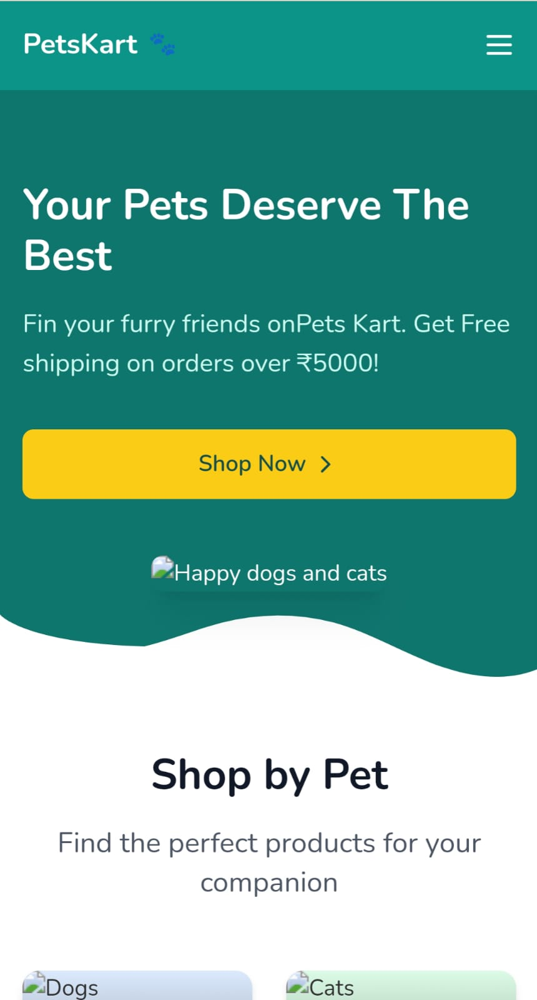 PetsKart 🐾
Your Pets Deserve The
Best
Fin your furry friends onPets Kart. Get Free
shipping on orders over ₹5000!
Shop Now
Happy dogs and cats
Shop by Pet
Find the perfect products for your
companion
Dogs
Cats